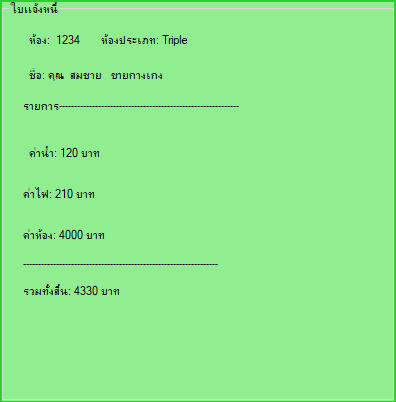 ใบแจ้งหนี้
ห้อง: 1234 ห้องประเภท: Triple
ชื่อ: คุณ สมชาย ขายกางเกง
รายการ------------------------------------------------------------
ค่าน้ำ: 120 บาท
ค่าไฟ: 210 บาท
ค่าห้อง: 4000 บาท
-----------------------------------------------------------------
รวมทั้งสิ้น: 4330 บาท